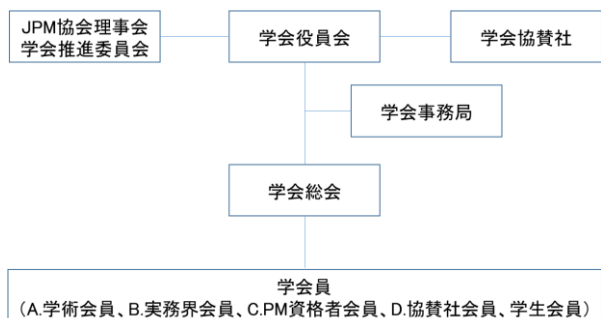 JPM協会理事会
学会推進委員会
学会役員会
学会協賛社
学会事務局
学会総会
学会員
（A.学術会員、B.実務界会員、C.PM資格者会員、D.協賛社会員、学生会員）